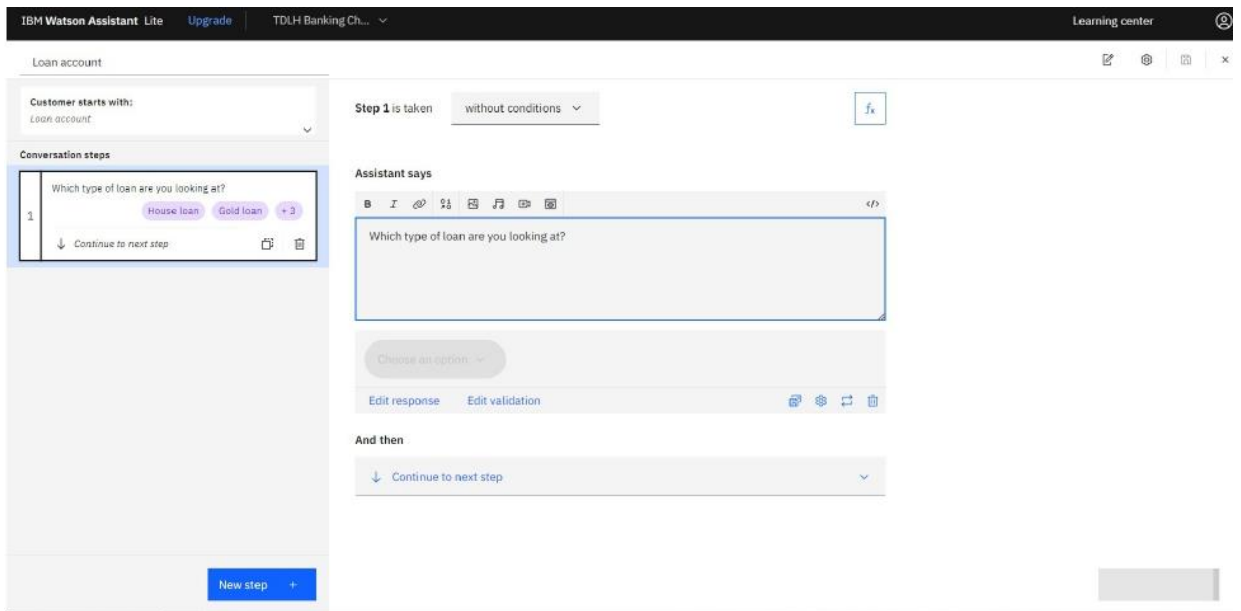 IBM Watson Assistant Lite Upgrade TDLH Banking Ch... Learning center
Loan account
Customer starts with:
Loan account
Conversation steps
1
Which type of loan are you looking at?
House loan Gold loan + 3
Continue to next step
New step +
Step 1 is taken without conditions fx
Assistant says
B I </>
Which type of loan are you looking at?
Choose an option
Edit response Edit validation
And then
Continue to next step